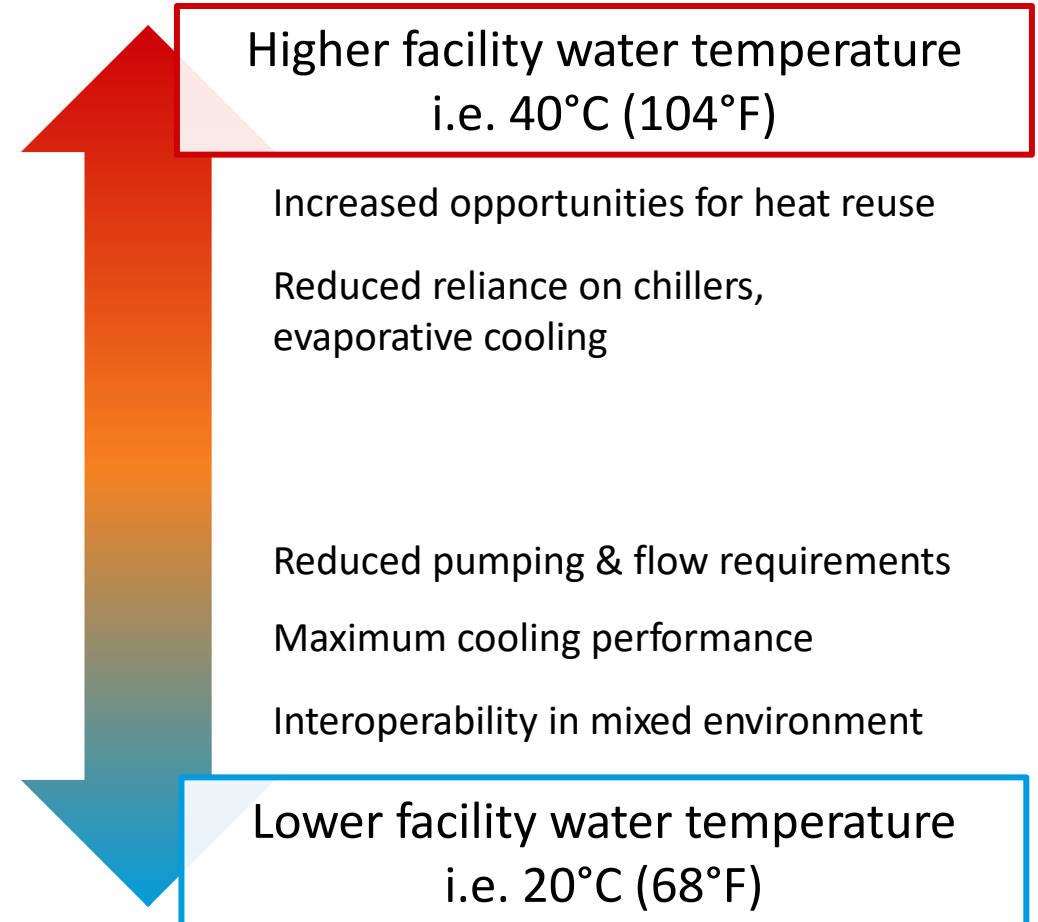 Higher facility water temperature
i.e. 40°C (104°F)
Increased opportunities for heat reuse
Reduced reliance on chillers,
evaporative cooling
Reduced pumping & flow requirements
Maximum cooling performance
Interoperability in mixed environment
Lower facility water temperature
i.e. 20°C (68°F)